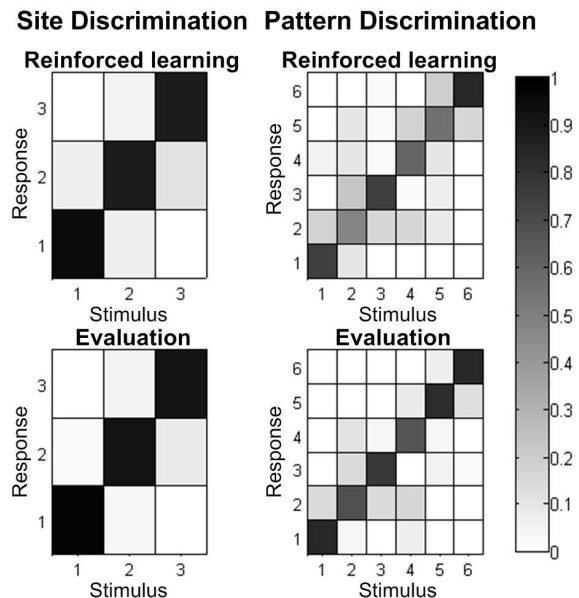 Site Discrimination Pattern Discrimination
Reinforced learning Reinforced learning
Response
3
2
1
1 2 3
Stimulus
Response
6
5
4
3
2
1
1 2 3 4 5 6
Stimulus
Evaluation Evaluation
Response
3
2
1
1 2 3
Stimulus
Response
6
5
4
3
2
1
1 2 3 4 5 6
Stimulus
1
0.9
0.8
0.7
0.6
0.5
0.4
0.3
0.2
0.1
0